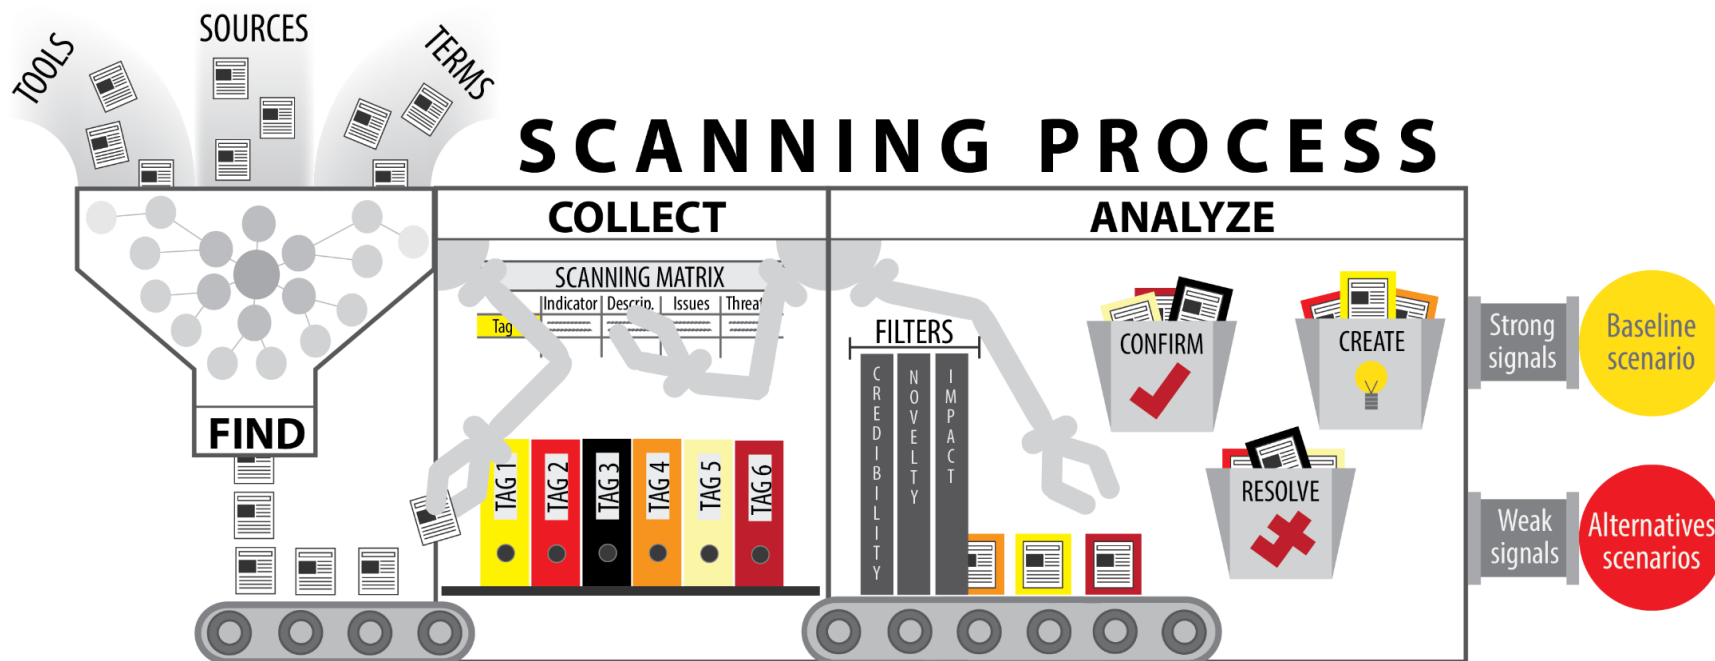 TOOLS
SOURCES
TERMS
SCANNING PROCESS
FIND
COLLECT
SCANNING MATRIX
Indicator Descrip. Issues
Tag
TAG 1
TAG 2
TAG 3
TAG 4
TAG 5
TAG 6
ANALYZE
FILTERS
CREDIBILITY
NOVELTY
IMPACT
CONFIRM
CREATE
RESOLVE
Strong
signals
Baseline
scenario
Weak
signals
Alternatives
scenarios